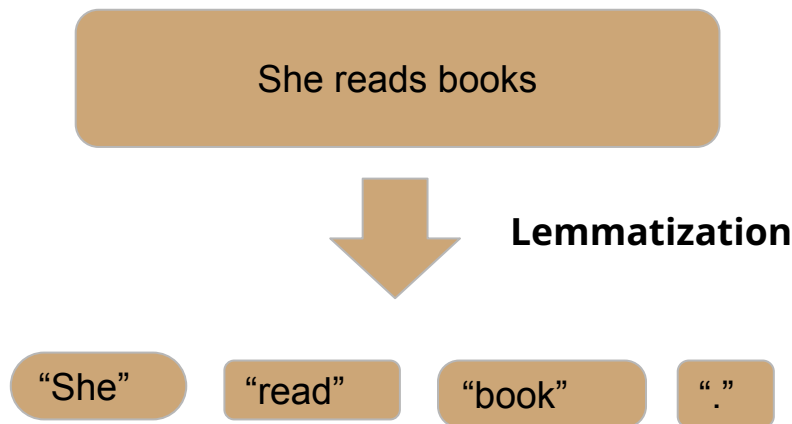 She reads books
Lemmatization
“She” “read” “book” “.”